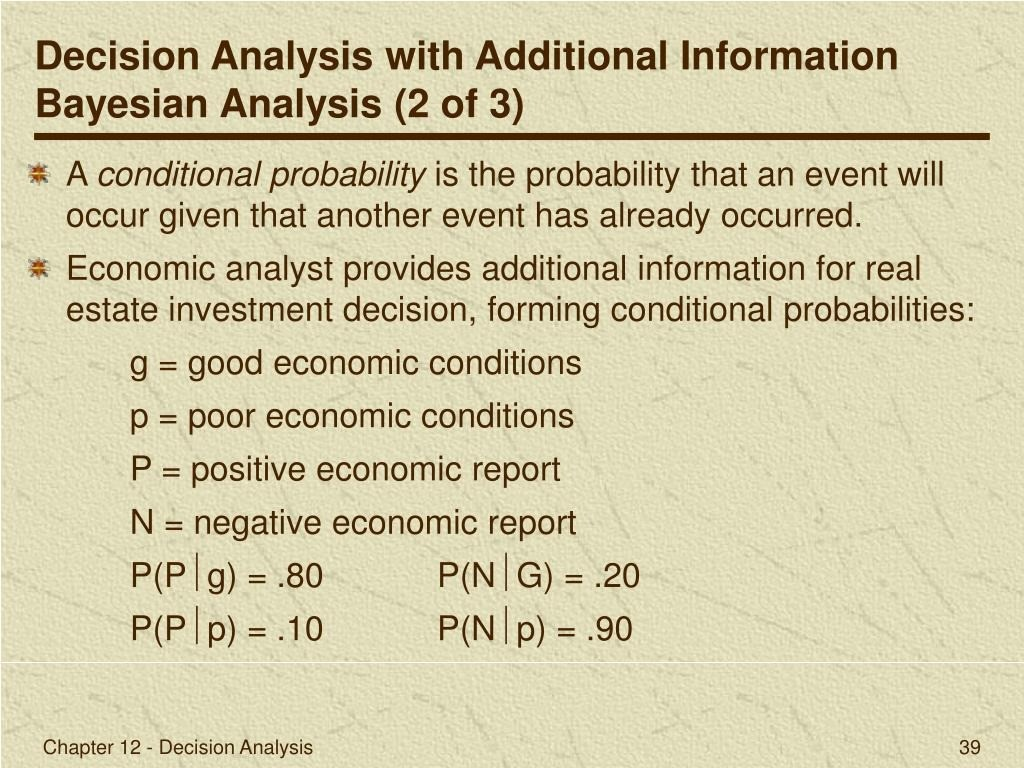 Decision Analysis with Additional Information
Bayesian Analysis (2 of 3)
A conditional probability is the probability that an event will
occur given that another event has already occurred.
Economic analyst provides additional information for real
estate investment decision, forming conditional probabilities:
g = good economic conditions
p = poor economic conditions
P = positive economic report
N = negative economic report
P(P│g) = .80 P(N│G) = .20
P(P│p) = .10 P(N│p) = .90
Chapter 12 - Decision Analysis 39